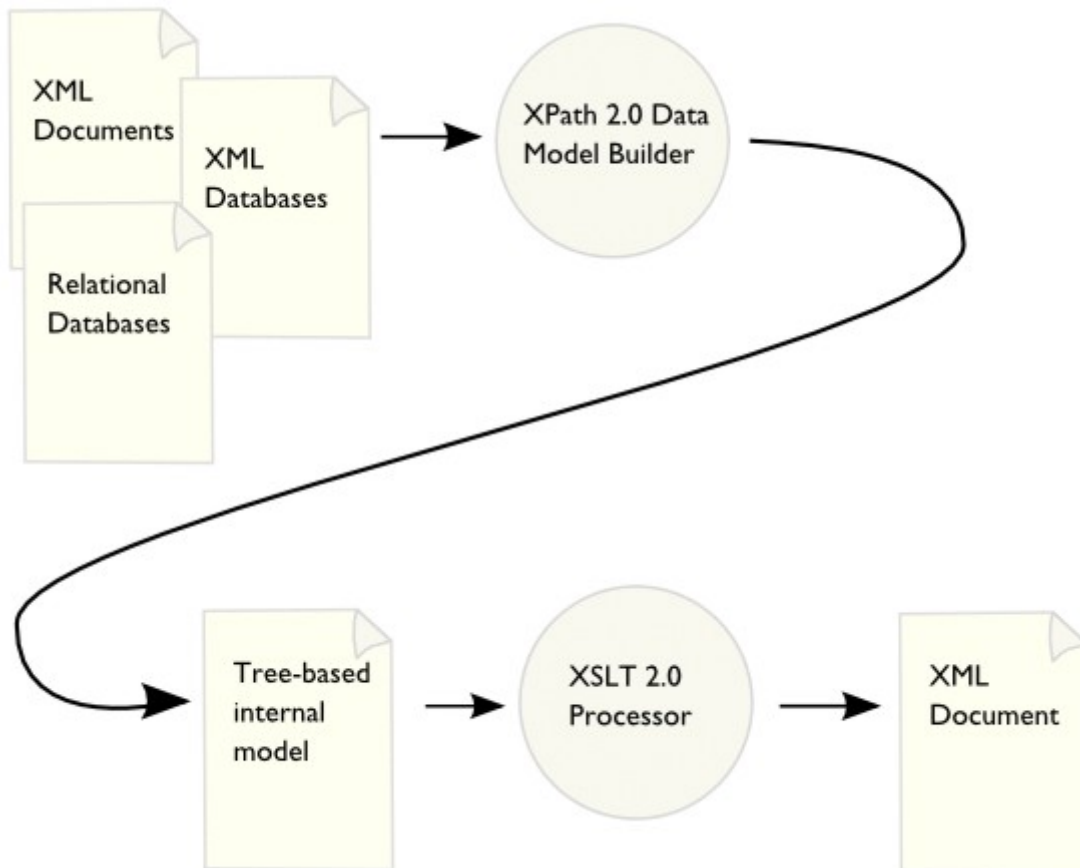 XML
Documents
XML
Databases
Relational
Databases
XPath 2.0 Data
Model Builder
Tree-based
internal
model
XSLT 2.0
Processor
XML
Document